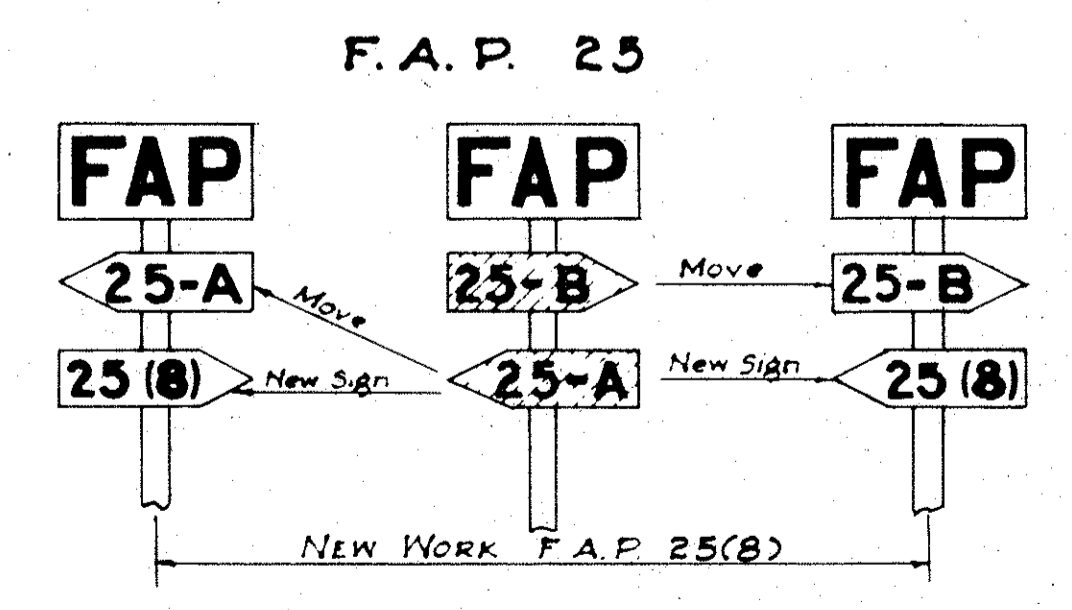 F. A. P. 25
FAP FAP FAP
25-A 25-B Move 25-B
Move
25 (8) New Sign 25-A New Sign 25 (8)
NEW WORK F.A.P. 25(8)